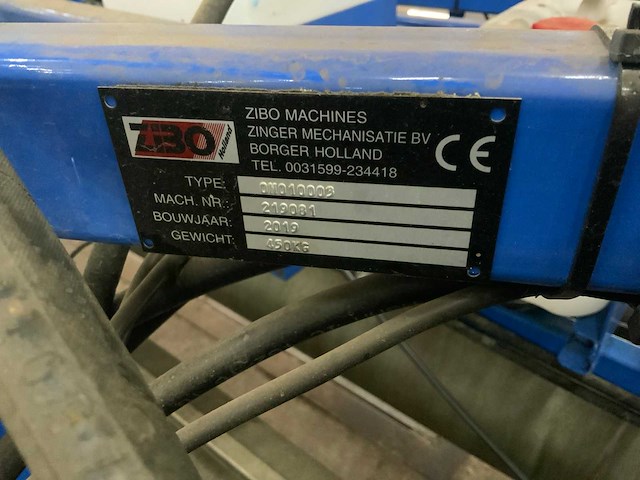 ZIBO Holland
ZIBO MACHINES
ZINGER MECHANISATIE BV
BORGER HOLLAND
TEL. 0031599-234418
CE
TYPE:
MACH. NR.: 219081
BOUWJAAR: 2019
GEWICHT: 450KG